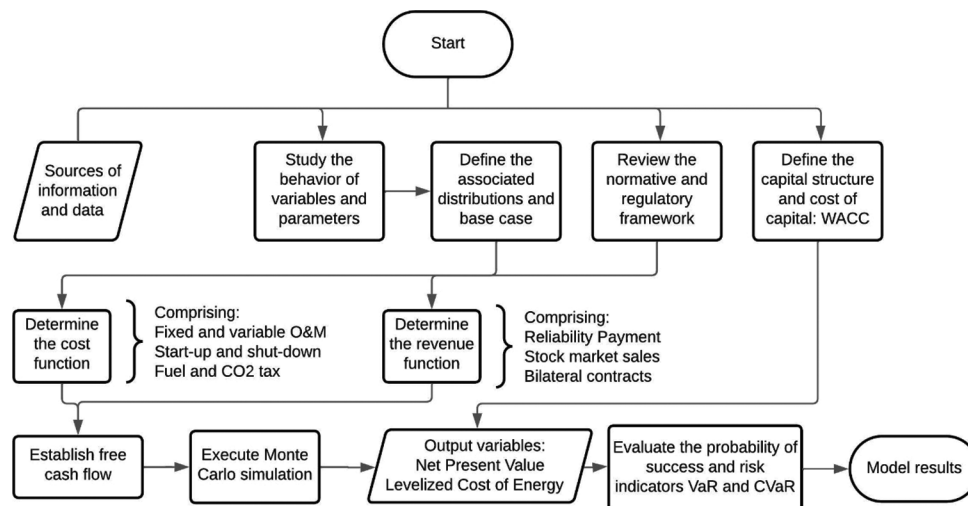 Start
Sources of
information
and data
Study the
behavior of
variables and
parameters
Define the
associated
distributions and
base case
Review the
normative and
regulatory
framework
Define the
capital structure
and cost of
capital: WACC
Determine
the cost
function
Comprising:
Fixed and variable O&M
Start-up and shut-down
Fuel and CO2 tax
Determine
the revenue
function
Comprising:
Reliability Payment
Stock market sales
Bilateral contracts
Establish free
cash flow
Execute Monte
Carlo simulation
Output variables:
Net Present Value
Levelized Cost of Energy
Evaluate the probability of
success and risk
indicators VaR and CVaR
Model results